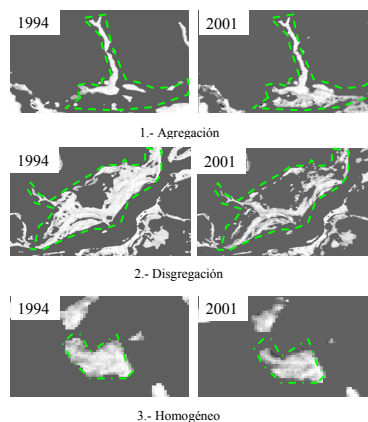 1994 2001
1.- Agregación
1994 2001
2.- Disgregación
1994 2001
3.- Homogéneo